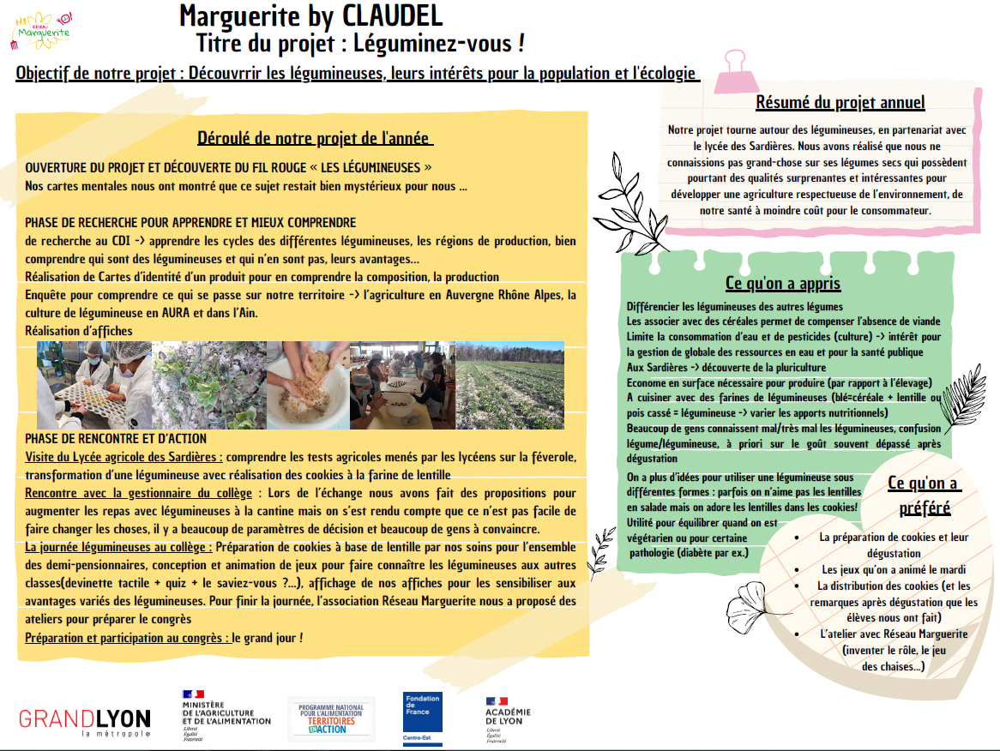 RÉSEAU
Marguerite
Marguerite by CLAUDEL
Titre du projet : Léguminez-vous !
Objectif de notre projet : Découvrrir les légumineuses, leurs intérêts pour la population et l'écologie
Déroulé de notre projet de l'année
OUVERTURE DU PROJET ET DÉCOUVERTE DU FIL ROUGE « LES LÉGUMINEUSES »
Nos cartes mentales nous ont montré que ce sujet restait bien mystérieux pour nous ...
PHASE DE RECHERCHE POUR APPRENDRE ET MIEUX COMPRENDRE
de recherche au CDI -> apprendre les cycles des différentes légumineuses, les régions de production, bien
comprendre qui sont des légumineuses et qui n'en sont pas, leurs avantages...
Réalisation de Cartes d'identité d'un produit pour en comprendre la composition, la production
Enquête pour comprendre ce qui se passe sur notre territoire -> l'agriculture en Auvergne Rhône Alpes, la
culture de légumineuse en AURA et dans l'Ain.
Réalisation d'affiches
PHASE DE RENCONTRE ET D'ACTION
Visite du Lycée agricole des Sardières : comprendre les tests agricoles menés par les lycéens sur la féverole,
transformation d'une légumineuse avec réalisation des cookies à la farine de lentille
Rencontre avec la gestionnaire du collège : Lors de l'échange nous avons fait des propositions pour
augmenter les repas avec légumineuses à la cantine mais on s'est rendu compte que ce n'est pas facile de
faire changer les choses, il y a beaucoup de paramètres de décision et beaucoup de gens à convaincre.
La journée légumineuses au collège : Préparation de cookies à base de lentille par nos soins pour l'ensemble
des demi-pensionnaires, conception et animation de jeux pour faire connaître les légumineuses aux autres
classes(devinette tactile + quiz + le saviez-vous ?...), affichage de nos affiches pour les sensibiliser aux
avantages variés des légumineuses. Pour finir la journée, l'association Réseau Marguerite nous a proposé des
ateliers pour préparer le congrès
Préparation et participation au congrès : le grand jour !
Résumé du projet annuel
Notre projet tourne autour des légumineuses, en partenariat avec
le lycée des Sardières. Nous avons réalisé que nous ne
connaissions pas grand-chose sur ses légumes secs qui possèdent
pourtant des qualités surprenantes et intéressantes pour
développer une agriculture respectueuse de l'environnement, de
notre santé à moindre coût pour le consommateur.
Ce qu'on a appris
Différencier les légumineuses des autres légumes
Les associer avec des céréales permet de compenser l'absence de viande
Limite la consommation d'eau et de pesticides (culture) -> intérêt pour
la gestion de globale des ressources en eau et pour la santé publique
Aux Sardières -> découverte de la pluriculture
Econome en surface nécessaire pour produire (par rapport à l'élevage)
A cuisiner avec des farines de légumineuses (blé=céréale + lentille ou
pois cassé = légumineuse -> varier les apports nutritionnels)
Beaucoup de gens connaissent mal/très mal les légumineuses, confusion
légume/légumineuse, à priori sur le goût souvent dépassé après
dégustation
On a plus d'idées pour utiliser une légumineuse sous
différentes formes : parfois on n'aime pas les lentilles
en salade mais on adore les lentilles dans les cookies!
Utilité pour équilibrer quand on est
végétarien ou pour certaine
pathologie (diabète par ex.)
Ce qu'on a
préféré
• La préparation de cookies et leur
dégustation
• Les jeux qu'on a animé le mardi
• La distribution des cookies (et les
remarques après dégustation que les
élèves nous ont fait)
• L'atelier avec Réseau Marguerite
(inventer le rôle, le jeu
des chaises...)
GRANDLYON
la métropole
MINISTÈRE
DE L'AGRICULTURE
ET DE L'ALIMENTATION
Liberté
Égalité
Fraternité
PROGRAMME NATIONAL
POUR L'ALIMENTATION
TERRITOIRES
EN ACTION
Fondation
de
France
Centre-Est
ACADÉMIE
DE LYON
Liberté
Égalité
Fraternité